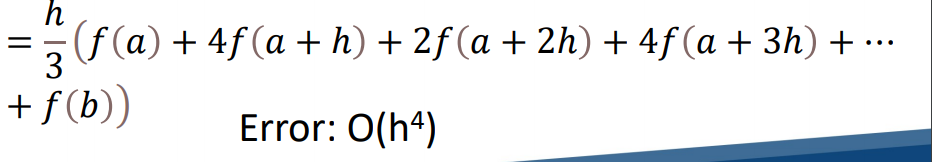 = h/3 (f(a) + 4f(a + h) + 2f(a + 2h) + 4f(a + 3h) + ⋯
+ f(b))
Error: O(h⁴)